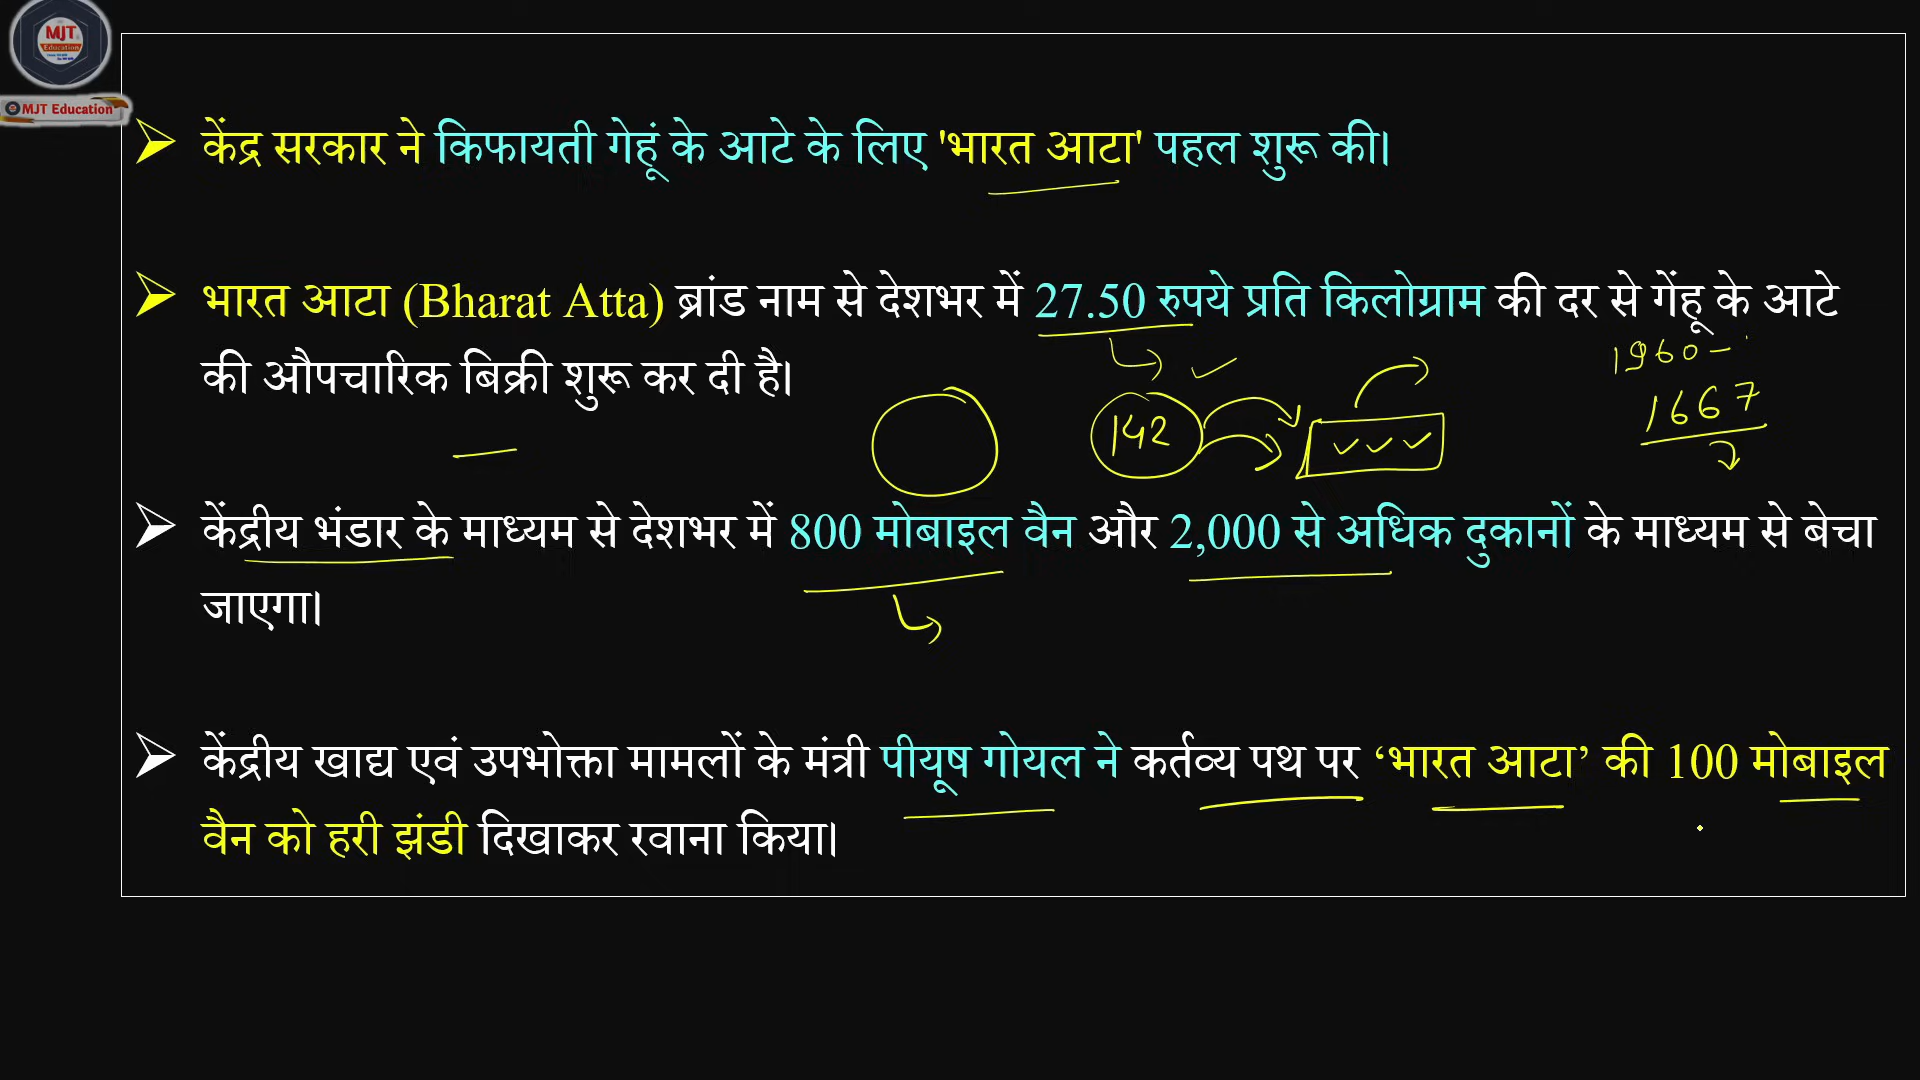 MJT
Education
MJT Education
केंद्र सरकार ने किफायती गेहूं के आटे के लिए 'भारत आटा' पहल शुरू की।
भारत आटा (Bharat Atta) ब्रांड नाम से देशभर में 27.50 रुपये प्रति किलोग्राम की दर से गेंहू के आटे
की औपचारिक बिक्री शुरू कर दी है।
1960 –
1667
142
केंद्रीय भंडार के माध्यम से देशभर में 800 मोबाइल वैन और 2,000 से अधिक दुकानों के माध्यम से बेचा
जाएगा।
केंद्रीय खाद्य एवं उपभोक्ता मामलों के मंत्री पीयूष गोयल ने कर्तव्य पथ पर ‘भारत आटा’ की 100 मोबाइल
वैन को हरी झंडी दिखाकर रवाना किया।